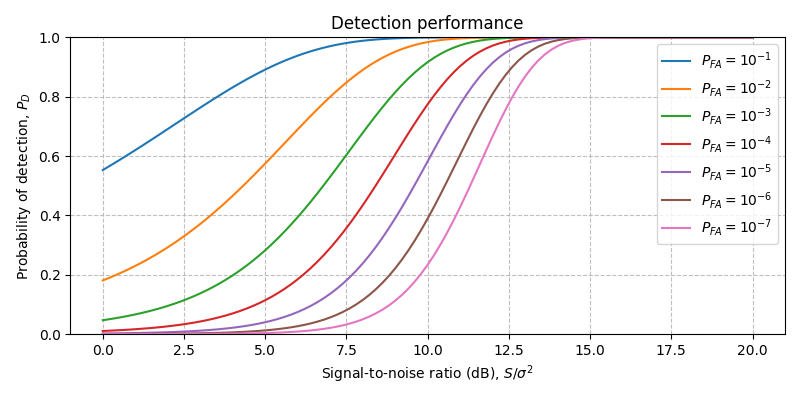 Detection performance
Probability of detection, P_D
1.0
0.8
0.6
0.4
0.2
0.0
0.0 2.5 5.0 7.5 10.0 12.5 15.0 17.5 20.0
Signal-to-noise ratio (dB), S/σ²
P_FA = 10⁻¹
P_FA = 10⁻²
P_FA = 10⁻³
P_FA = 10⁻⁴
P_FA = 10⁻⁵
P_FA = 10⁻⁶
P_FA = 10⁻⁷